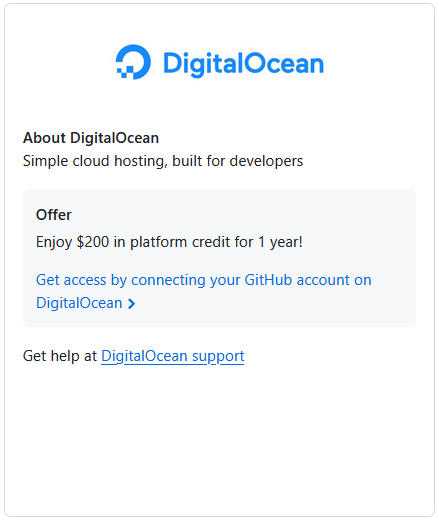 DigitalOcean
About DigitalOcean
Simple cloud hosting, built for developers
Offer
Enjoy $200 in platform credit for 1 year!
Get access by connecting your GitHub account on
DigitalOcean
Get help at DigitalOcean support